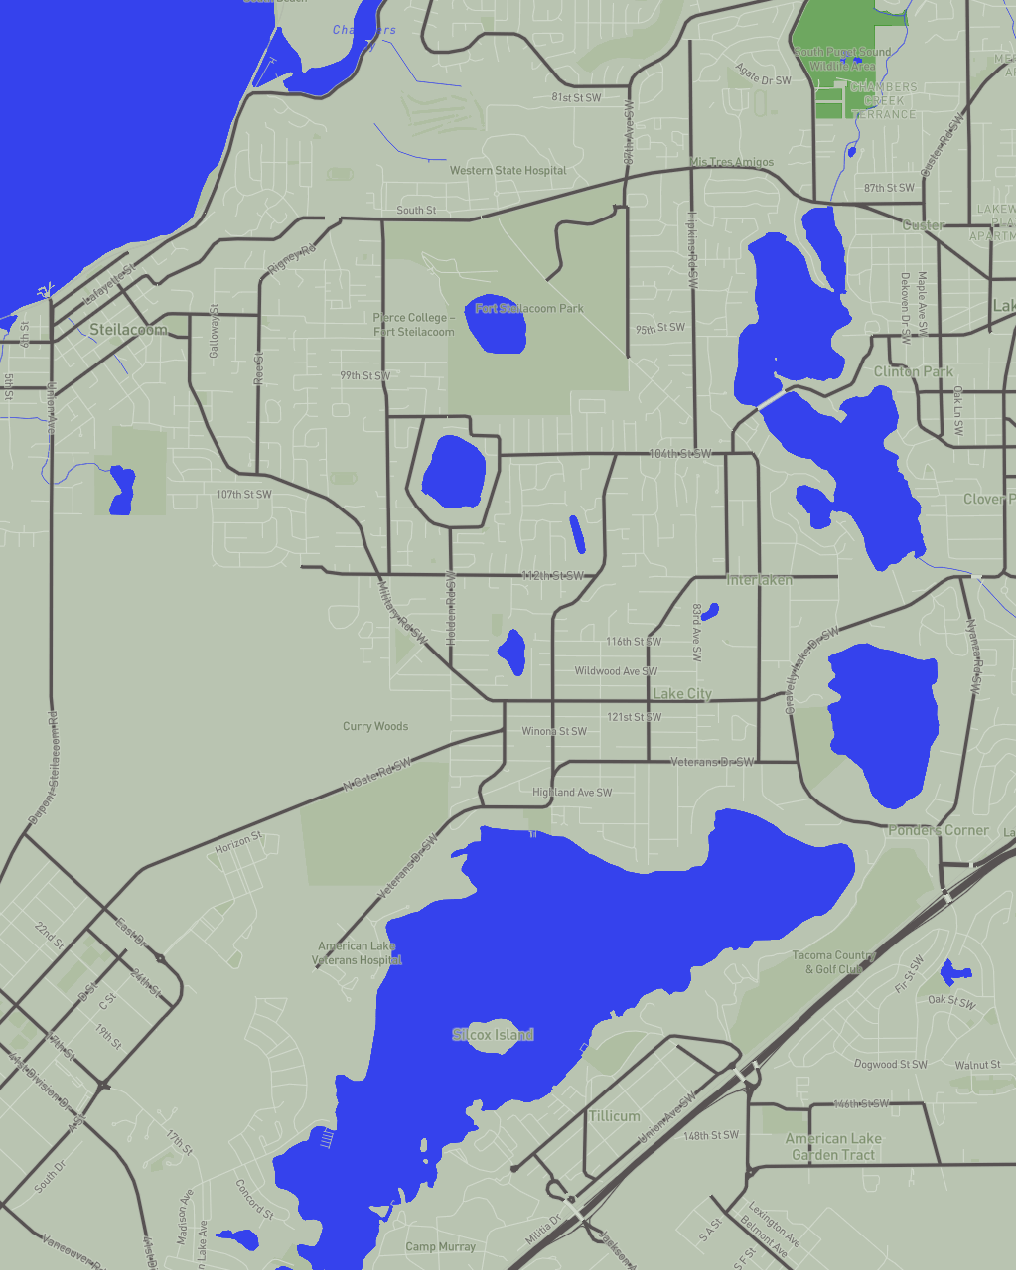 Chambers
81st St SW
87th Ave SW
Agate Dr SW
South Puget Sound
Wildlife Area
CHAMBERS
CREEK
TERRANCE
Custer Rd SW
Western State Hospital
Mis Tres Amigos
87th St SW
South St
Custer
Rigney Rd
Hipkins Rd SW
Lafayette St
Dekoven Dr SW
Maple Ave SW
Steilacoom
Galloway St
6th St
Pierce College –
Fort Steilacoom
Fort Steilacoom Park
95th St SW
Roe St
99th St SW
Clinton Park
5th St
Union Ave
Oak Ln SW
104th St SW
107th St SW
112th St SW
Interlaken
Military Rd SW
Holden Rd SW
83rd Ave SW
116th St SW
Wildwood Ave SW
Gravelly Lake Dr SW
Nyanza Rd SW
Lake City
121st St SW
Curry Woods
Winona St SW
Dupont-Steilacoom Rd
N Gate Rd SW
Veterans Dr SW
Highland Ave SW
Horizon St
Ponders Corner
Veterans Dr SW
22nd St
East Dr
American Lake
Veterans Hospital
Tacoma Country
& Golf Club
Fir St SW
24th St
D St
C St
Oak St SW
Silcox Island
19th St
17th St
41st Division Dr
Dogwood St SW
Walnut St
A St
Tillicum
Union Ave SW
146th St SW
148th St SW
American Lake
Garden Tract
17th St
South Dr
Concord St
Madison Ave
Militia Dr
S A St
Lexington Ave
Belmont Ave
S F St
Camp Murray